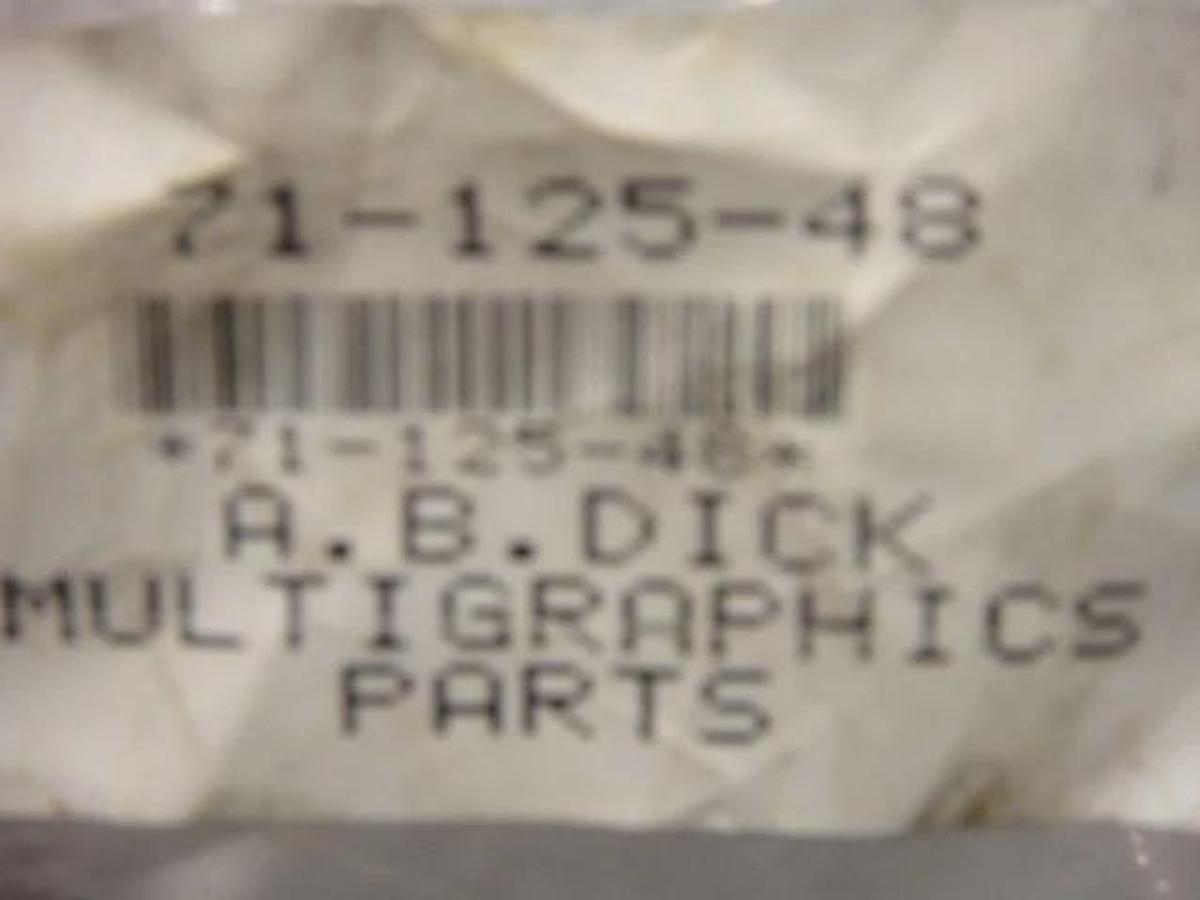 71-125-48
*71-125-48*
A.B.DICK
MULTIGRAPHICS
PARTS